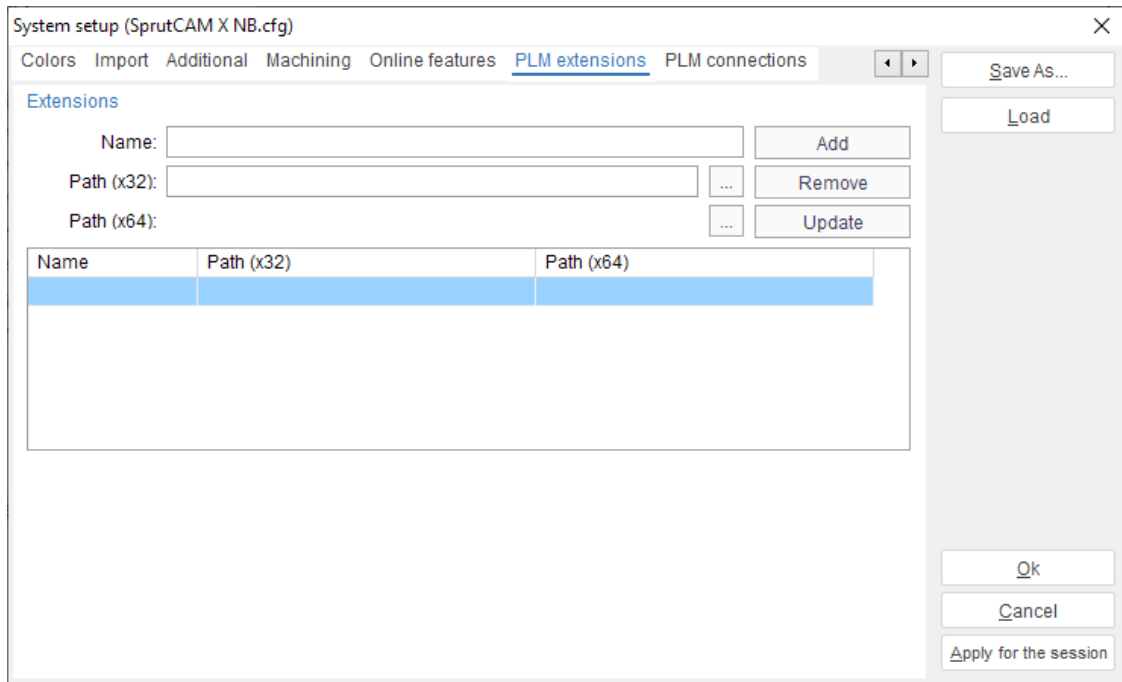 System setup (SprutCAM X NB.cfg)
Colors Import Additional Machining Online features PLM extensions PLM connections
Save As...
Load
Extensions
Name: Add
Path (x32): ... Remove
Path (x64): ... Update
Name Path (x32) Path (x64)
Ok
Cancel
Apply for the session